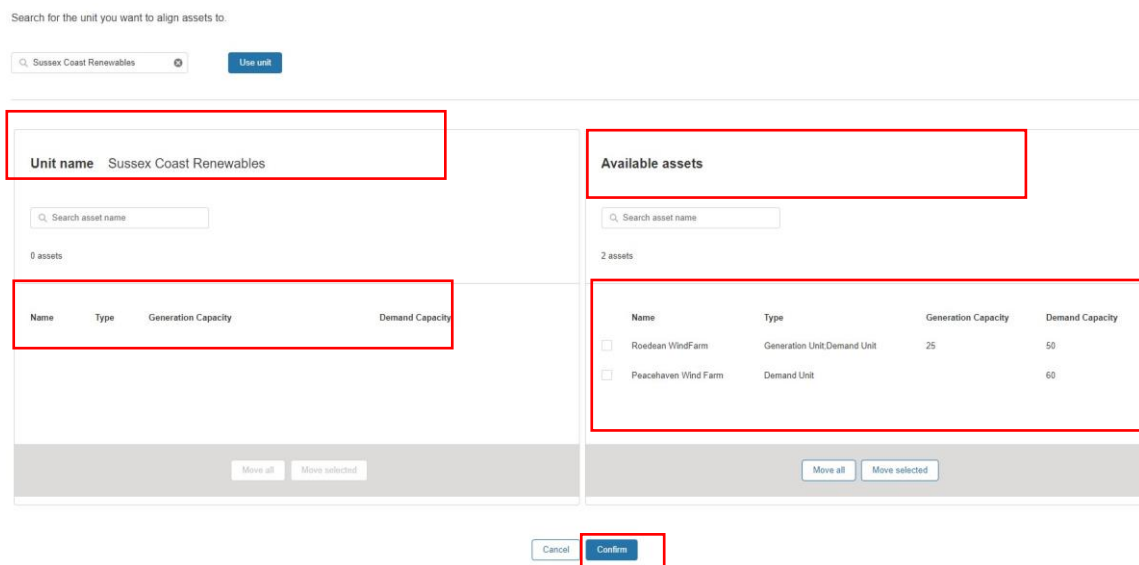 Search for the unit you want to align assets to.
Sussex Coast Renewables
Use unit
Unit name Sussex Coast Renewables
Search asset name
0 assets
Name Type Generation Capacity Demand Capacity
Move all Move selected
Available assets
Search asset name
2 assets
Name Type Generation Capacity Demand Capacity
Roedean WindFarm Generation Unit;Demand Unit 25 50
Peacehaven Wind Farm Demand Unit 60
Move all Move selected
Cancel Confirm